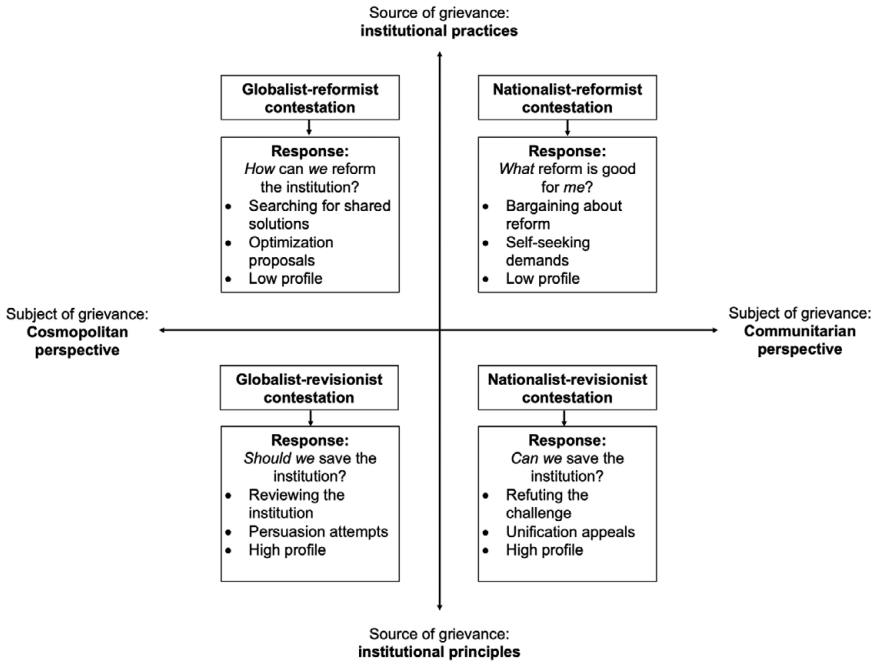 Source of grievance:
institutional practices
Globalist-reformist
contestation
Response:
How can we reform
the institution?
• Searching for shared
solutions
• Optimization
proposals
• Low profile
Nationalist-reformist
contestation
Response:
What reform is good
for me?
• Bargaining about
reform
• Self-seeking
demands
• Low profile
Subject of grievance:
Cosmopolitan
perspective
Subject of grievance:
Communitarian
perspective
Globalist-revisionist
contestation
Response:
Should we save the
institution?
• Reviewing the
institution
• Persuasion attempts
• High profile
Nationalist-revisionist
contestation
Response:
Can we save the
institution?
• Refuting the
challenge
• Unification appeals
• High profile
Source of grievance:
institutional principles